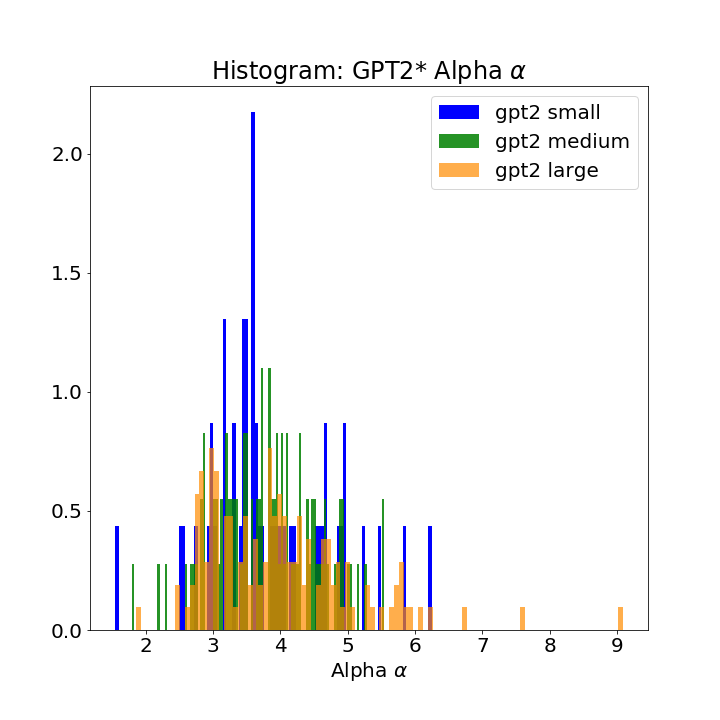 Histogram: GPT2* Alpha α
gpt2 small
gpt2 medium
gpt2 large
2.0
1.5
1.0
0.5
0.0
2 3 4 5 6 7 8 9
Alpha α